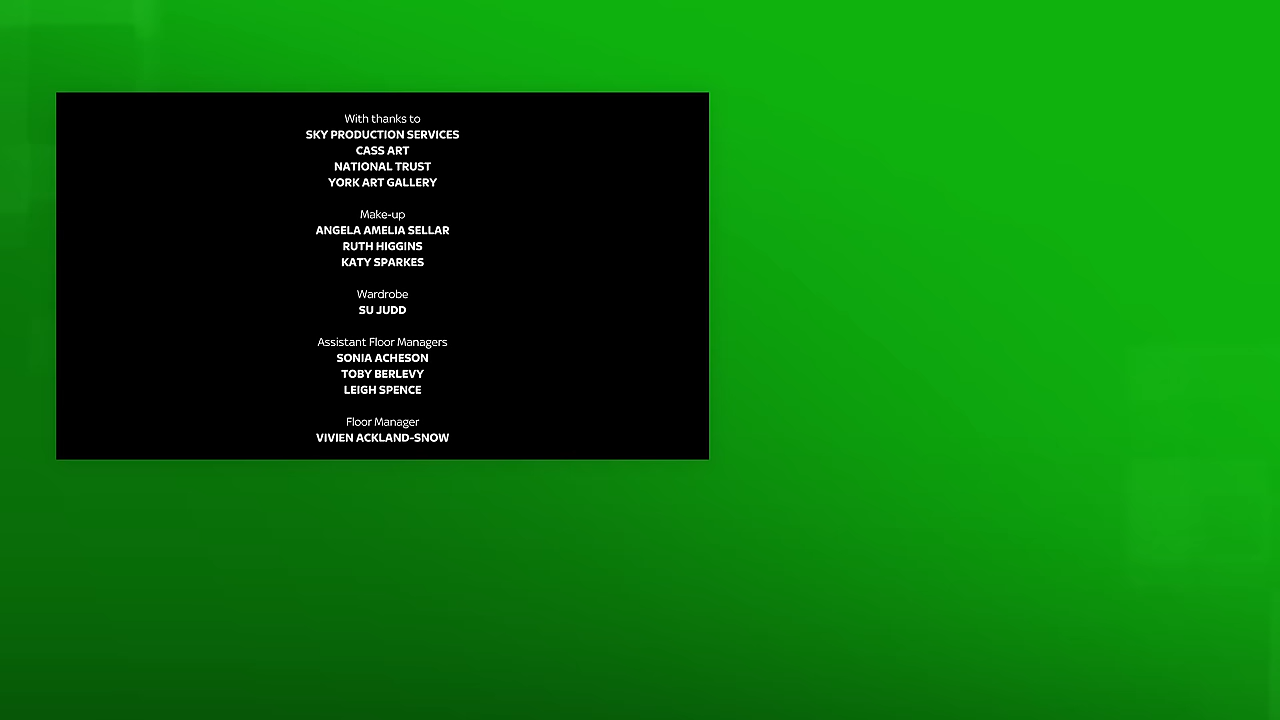 With thanks to
SKY PRODUCTION SERVICES
CASS ART
NATIONAL TRUST
YORK ART GALLERY
Make-up
ANGELA AMELIA SELLAR
RUTH HIGGINS
KATY SPARKES
Wardrobe
SU JUDD
Assistant Floor Managers
SONIA ACHESON
TOBY BERLEVY
LEIGH SPENCE
Floor Manager
VIVIEN ACKLAND-SNOW